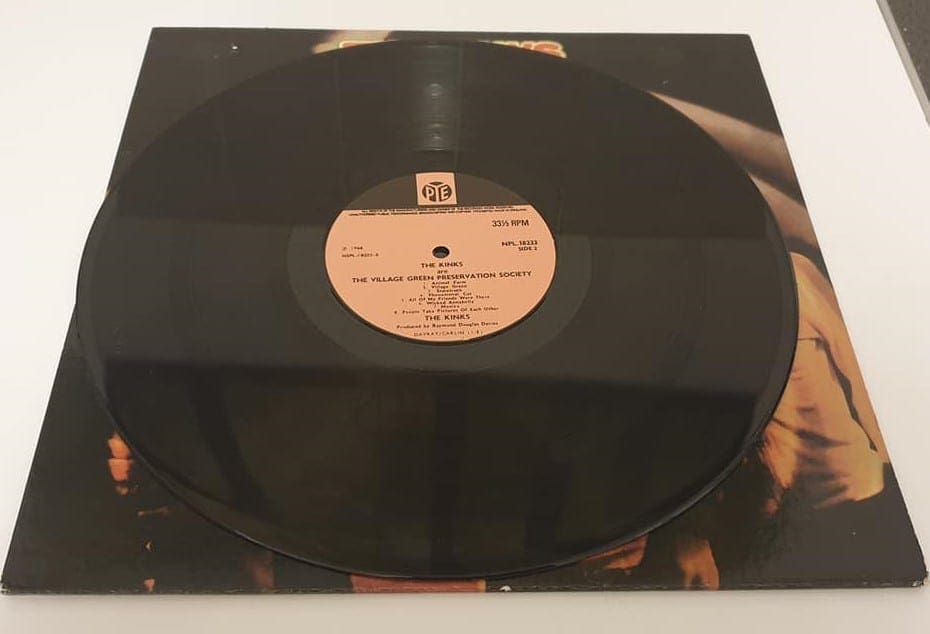 PYE
33⅓ RPM
℗ 1968
NPL.18233
SIDE 2
THE KINKS
are
THE VILLAGE GREEN PRESERVATION SOCIETY
1. Animal Farm
2. Village Green
3. Starstruck
4. Phenomenal Cat
5. All Of My Friends Were There
6. Wicked Annabella
7. Monica
8. People Take Pictures Of Each Other
THE KINKS
Produced by Raymond Douglas Davies
DAVRAY/CARLIN